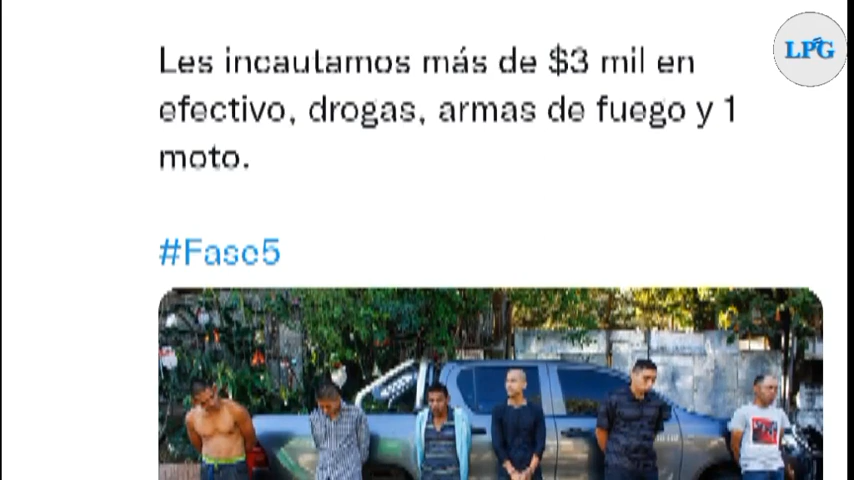 LPG
Les incautamos más de $3 mil en
efectivo, drogas, armas de fuego y 1
moto.
#Fase5